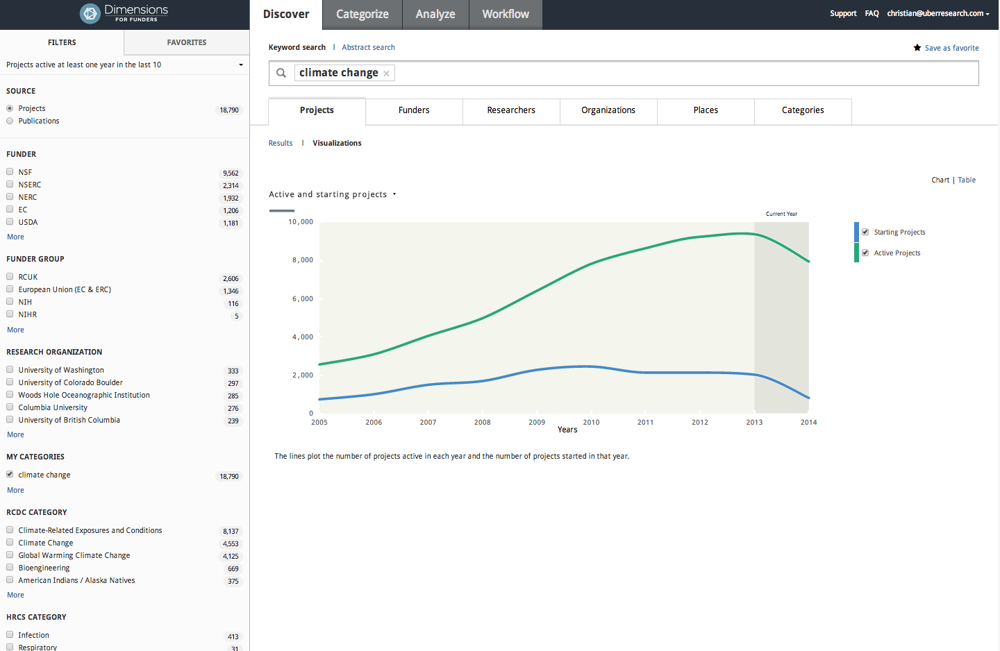 Dimensions
FOR FUNDERS
Discover
Categorize
Analyze
Workflow
Support
FAQ
christian@uberresearch.com
FILTERS
FAVORITES
Projects active at least one year in the last 10
SOURCE
Projects 18,790
Publications
FUNDER
NSF 9,562
NSERC 2,314
NERC 1,932
EC 1,206
USDA 1,181
More
FUNDER GROUP
RCUK 2,606
European Union (EC & ERC) 1,346
NIH 116
NIHR 5
More
RESEARCH ORGANIZATION
University of Washington 333
University of Colorado Boulder 297
Woods Hole Oceanographic Institution 285
Columbia University 276
University of British Columbia 239
More
MY CATEGORIES
climate change 18,790
More
RCDC CATEGORY
Climate-Related Exposures and Conditions 8,137
Climate Change 4,553
Global Warming Climate Change 4,125
Bioengineering 669
American Indians / Alaska Natives 375
More
HRCS CATEGORY
Infection 413
Respiratory 31
Keyword search | Abstract search
Save as favorite
climate change ×
Projects
Funders
Researchers
Organizations
Places
Categories
Results | Visualizations
Chart | Table
Active and starting projects
Current Year
10,000
8,000
6,000
4,000
2,000
0
2005 2006 2007 2008 2009 2010 2011 2012 2013 2014
Years
Starting Projects
Active Projects
The lines plot the number of projects active in each year and the number of projects started in that year.